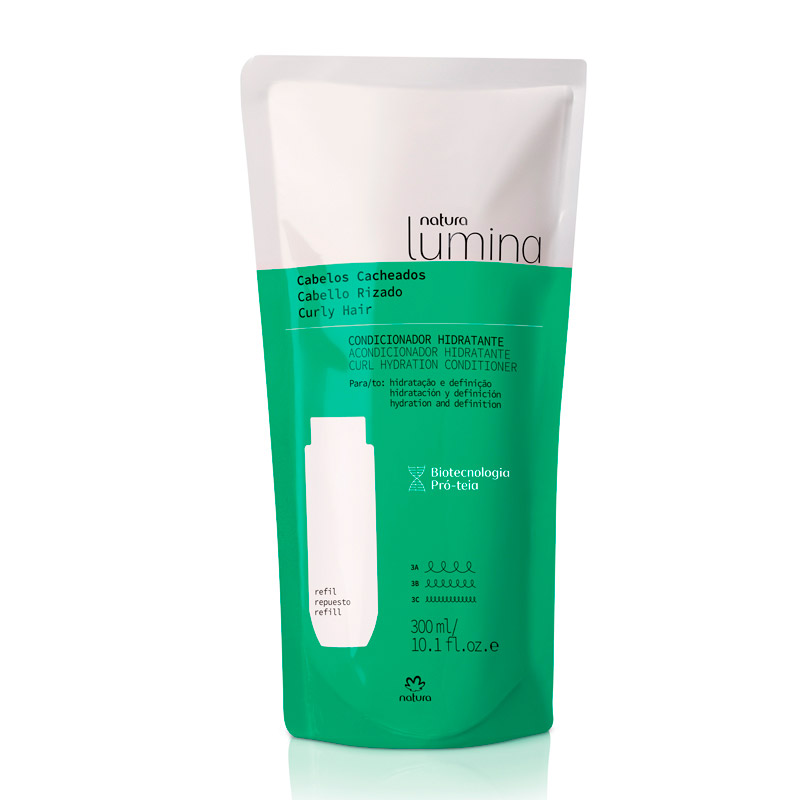 natura
lumina
Cabelos Cacheados
Cabello Rizado
Curly Hair
CONDICIONADOR HIDRATANTE
ACONDICIONADOR HIDRATANTE
CURL HYDRATION CONDITIONER
Para/to: hidratação e definição
hidratación y definición
hydration and definition
Biotecnologia
Pró-teia
3A
3B
3C
refil
repuesto
refill
300 ml/
10.1 fl.oz.e
natura